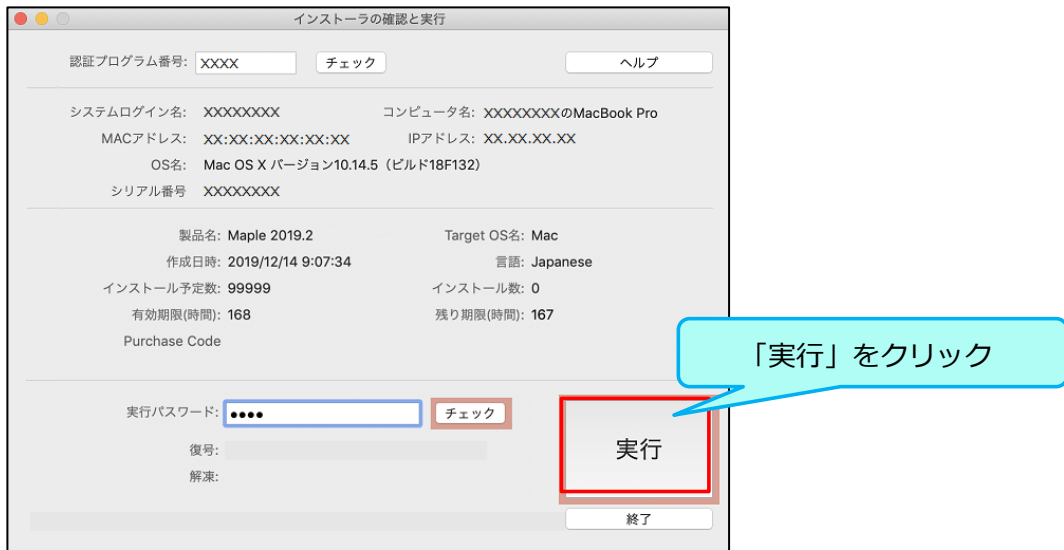 インストーラの確認と実行
認証プログラム番号: XXXX チェック ヘルプ
システムログイン名: XXXXXXXX コンピュータ名: XXXXXXXXのMacBook Pro
MACアドレス: XX:XX:XX:XX:XX:XX IPアドレス: XX.XX.XX.XX
OS名: Mac OS X バージョン10.14.5（ビルド18F132）
シリアル番号 XXXXXXXX
製品名: Maple 2019.2 Target OS名: Mac
作成日時: 2019/12/14 9:07:34 言語: Japanese
インストール予定数: 99999 インストール数: 0
有効期限(時間): 168 残り期限(時間): 167
Purchase Code
「実行」をクリック
実行パスワード: •••• チェック
実行
復号:
解凍:
終了